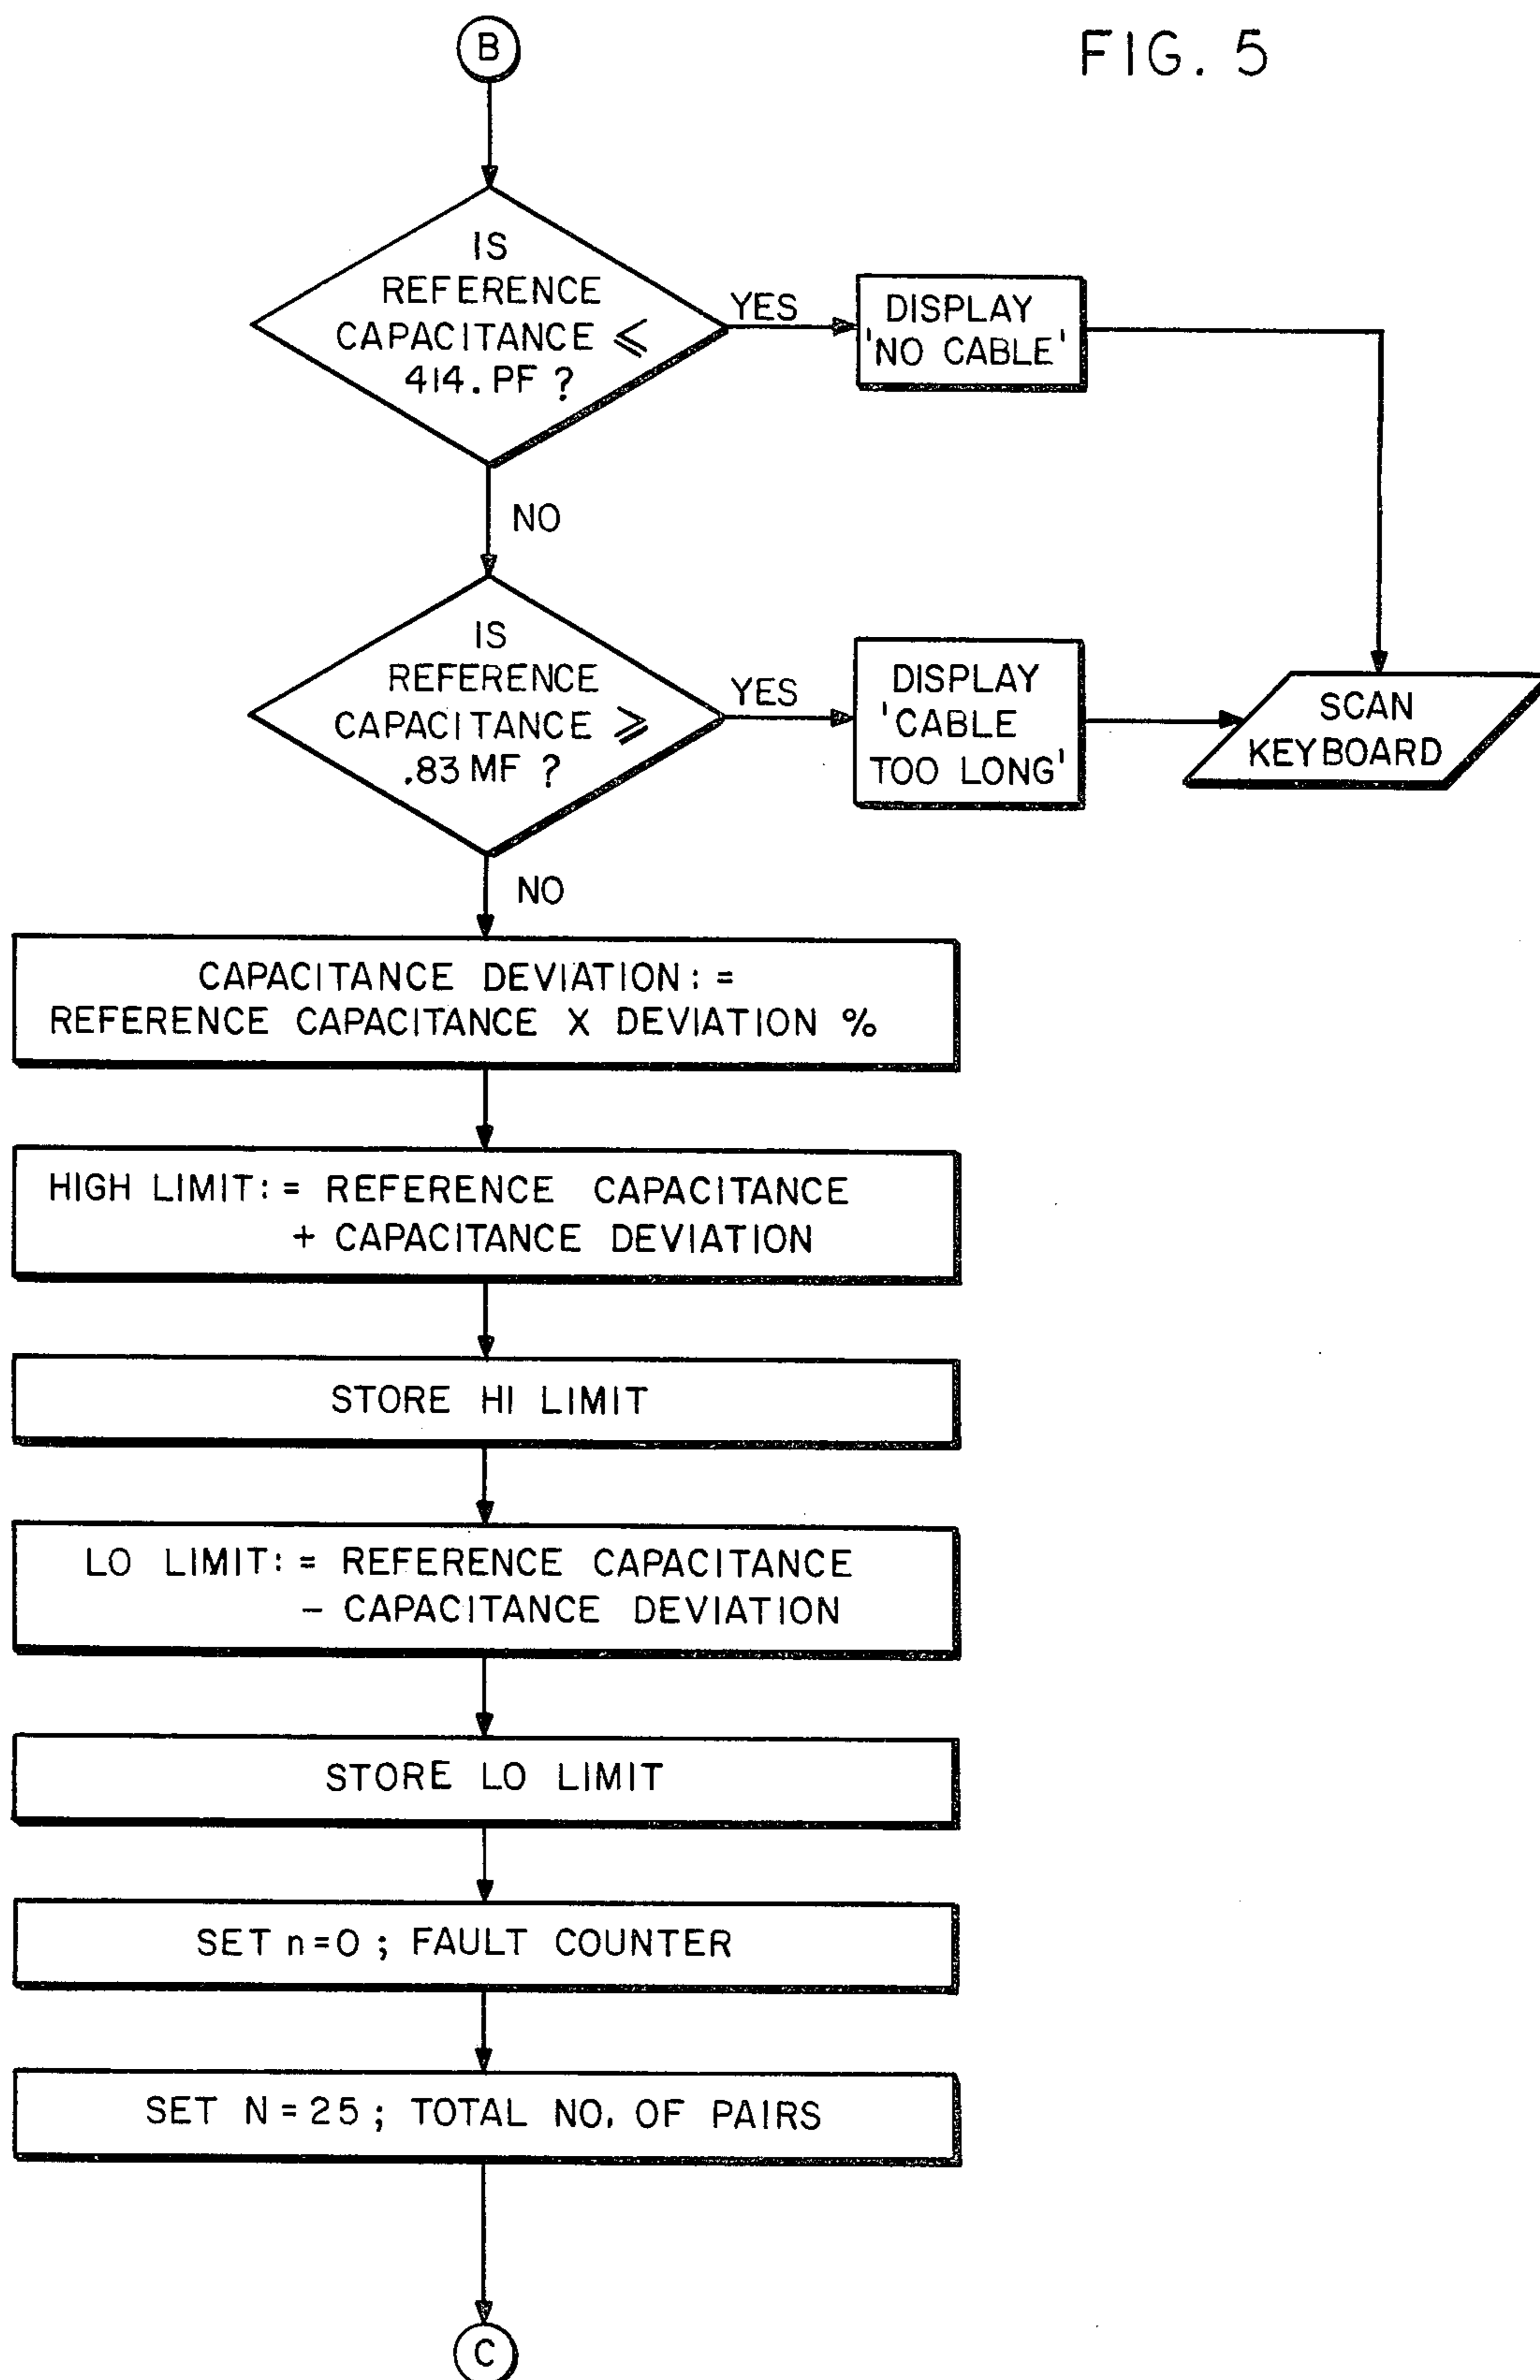 FIG. 5
B
IS
REFERENCE
CAPACITANCE ⩽
414. PF ?
YES
DISPLAY
'NO CABLE'
NO
IS
REFERENCE
CAPACITANCE ⩾
.83 MF ?
YES
DISPLAY
'CABLE
TOO LONG'
SCAN
KEYBOARD
NO
CAPACITANCE DEVIATION: =
REFERENCE CAPACITANCE X DEVIATION %
HIGH LIMIT: = REFERENCE CAPACITANCE
+ CAPACITANCE DEVIATION
STORE HI LIMIT
LO LIMIT: = REFERENCE CAPACITANCE
− CAPACITANCE DEVIATION
STORE LO LIMIT
SET n=0 ; FAULT COUNTER
SET N = 25 ; TOTAL NO. OF PAIRS
C